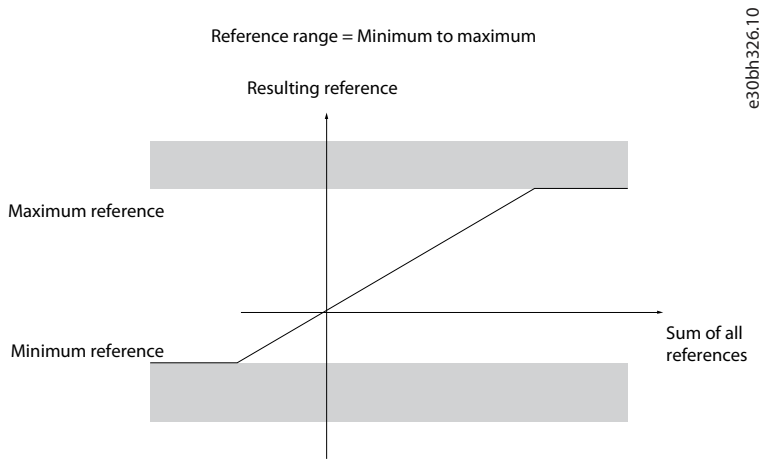 Reference range = Minimum to maximum
e30bh326.10
Resulting reference
Maximum reference
Minimum reference
Sum of all
references